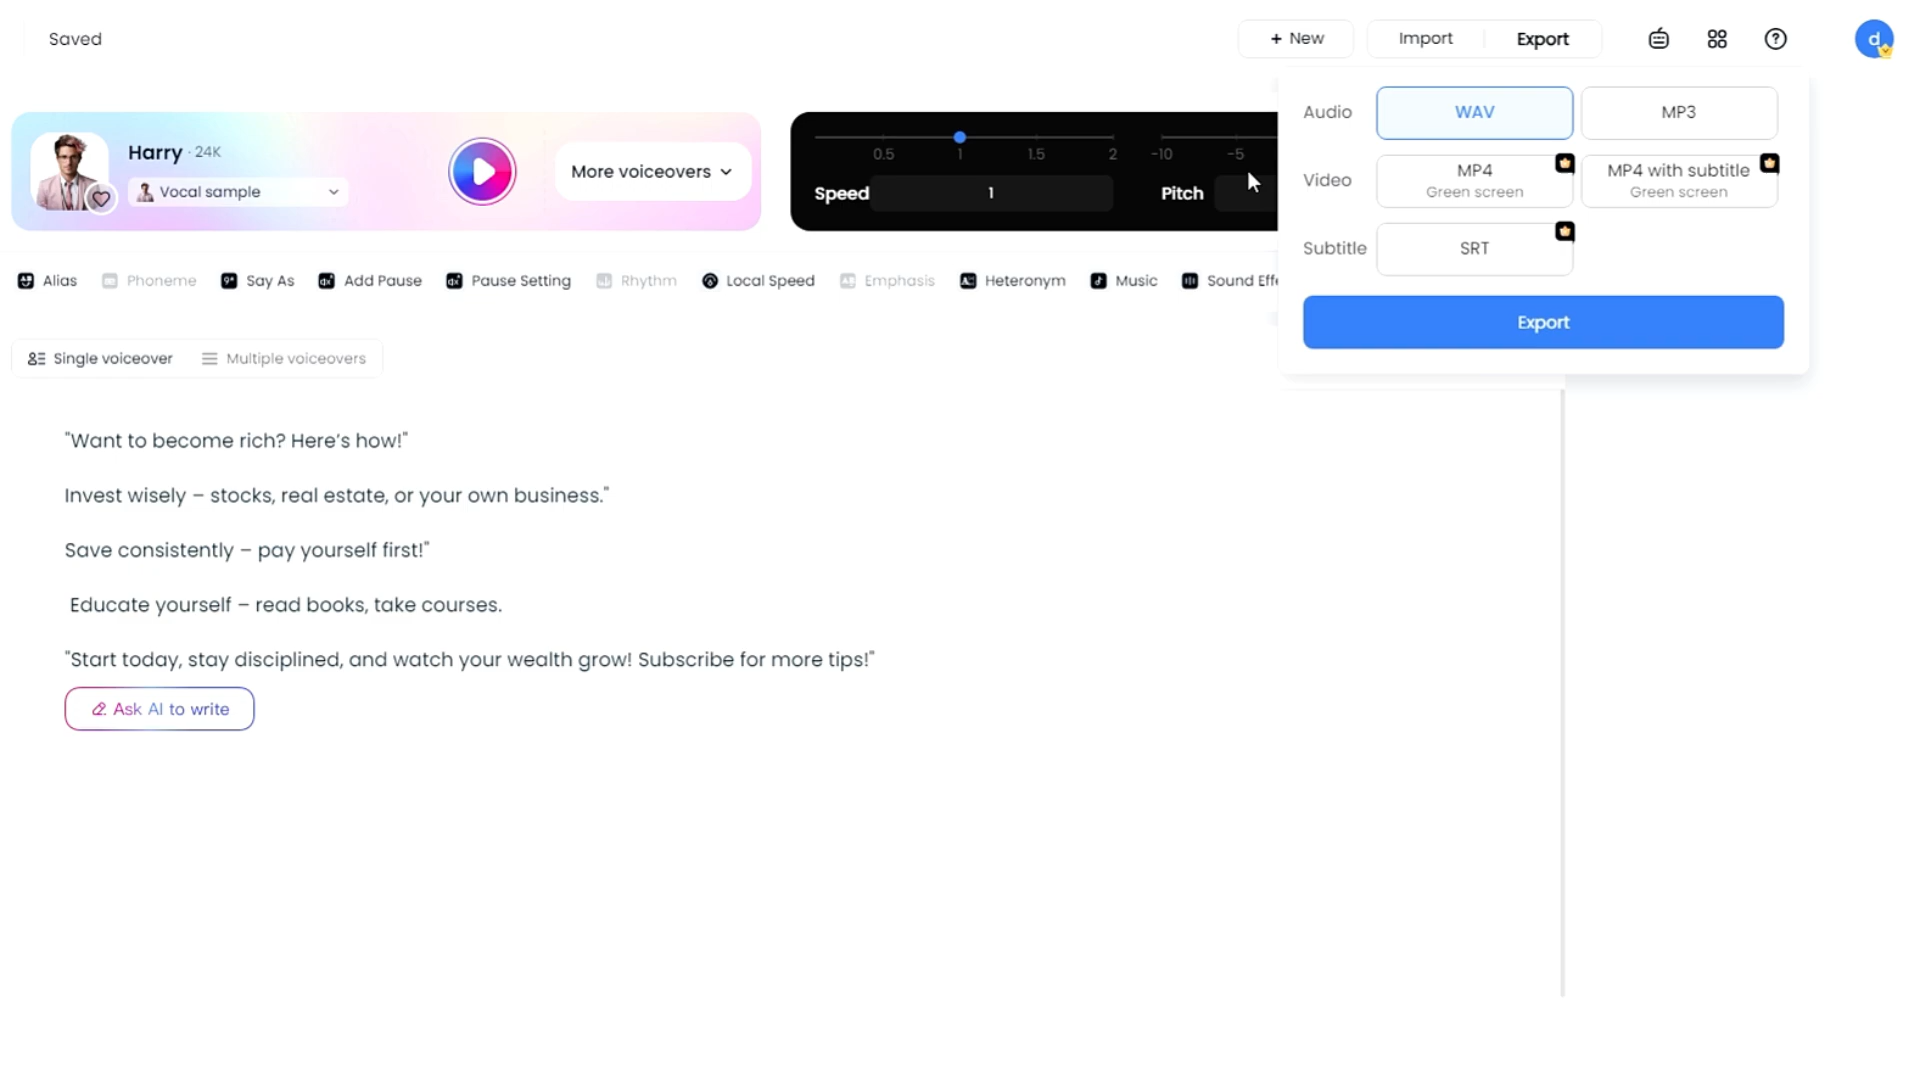 Saved
+ New
Import
Export
d
Harry · 24K
Vocal sample
More voiceovers
0.5 1 1.5 2
Speed 1
-10 -5
Pitch
Audio WAV MP3
Video
MP4
Green screen
MP4 with subtitle
Green screen
Subtitle SRT
Export
Alias Phoneme Say As Add Pause Pause Setting Rhythm Local Speed Emphasis Heteronym Music Sound Effe
Single voiceover Multiple voiceovers
"Want to become rich? Here's how!"
Invest wisely – stocks, real estate, or your own business."
Save consistently – pay yourself first!"
Educate yourself – read books, take courses.
"Start today, stay disciplined, and watch your wealth grow! Subscribe for more tips!"
Ask AI to write